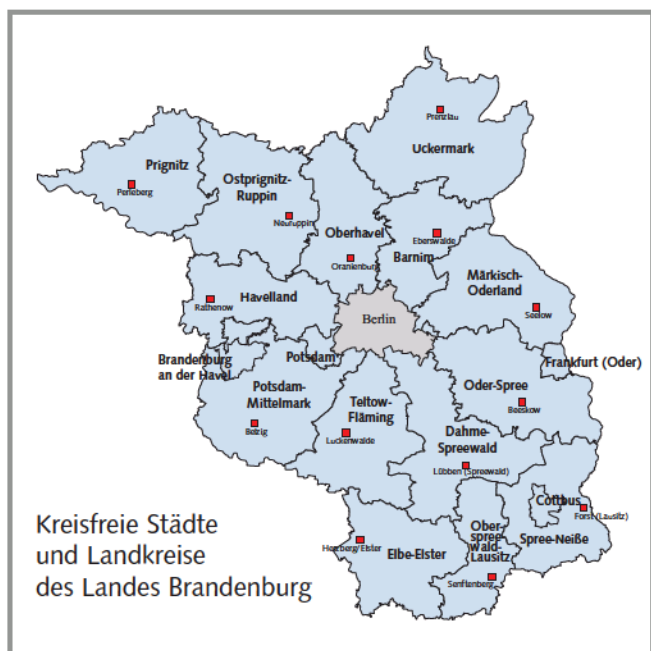 Prenzlau
Uckermark
Prignitz
Perleberg
Ostprignitz-
Ruppin
Neuruppin
Oberhavel
Oranienburg
Eberswalde
Barnim
Märkisch-
Oderland
Seelow
Havelland
Rathenow
Berlin
Brandenburg
an der Havel
Potsdam
Potsdam-
Mittelmark
Belzig
Teltow-
Fläming
Luckenwalde
Frankfurt (Oder)
Oder-Spree
Beeskow
Dahme-
Spreewald
Lübben (Spreewald)
Cottbus
Forst (Lausitz)
Spree-Neiße
Ober-
spree-
wald-
Lausitz
Senftenberg
Herzberg/Elster
Elbe-Elster
Kreisfreie Städte
und Landkreise
des Landes Brandenburg